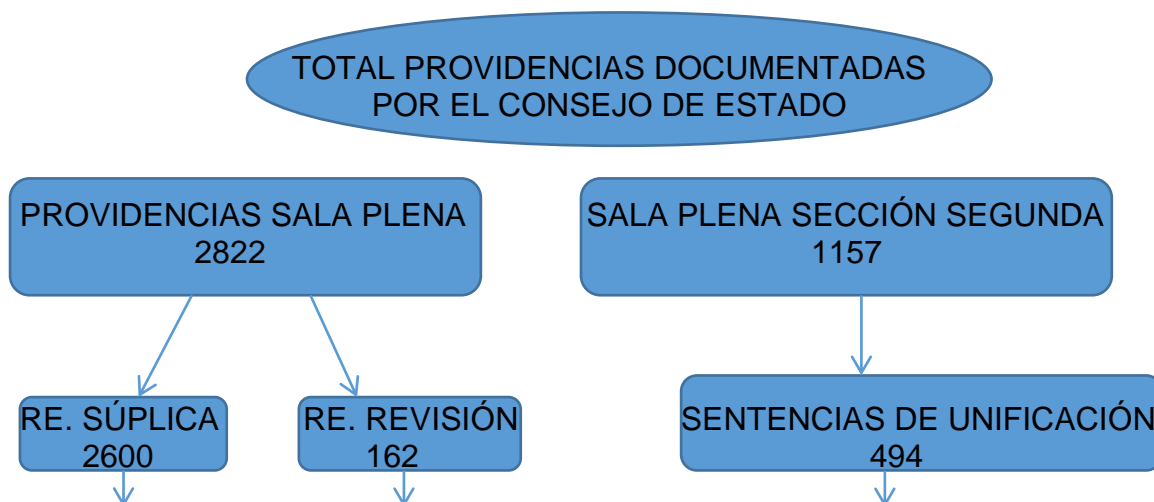 TOTAL PROVIDENCIAS DOCUMENTADAS
POR EL CONSEJO DE ESTADO
PROVIDENCIAS SALA PLENA
2822
SALA PLENA SECCIÓN SEGUNDA
1157
RE. SÚPLICA
2600
RE. REVISIÓN
162
SENTENCIAS DE UNIFICACIÓN
494